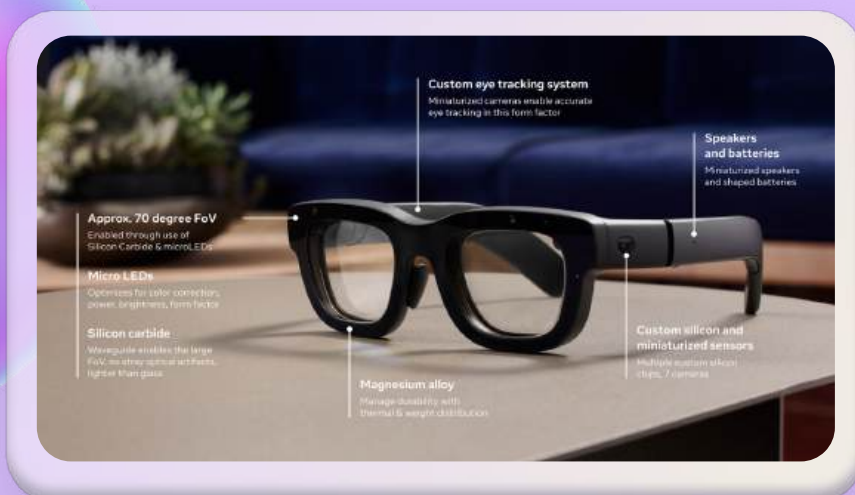 Custom eye tracking system
Miniaturized cameras enable accurate
eye tracking in this form factor
Speakers
and batteries
Miniaturized speakers
and shaped batteries
Approx. 70 degree FoV
Enabled through use of
Silicon Carbide & microLEDs
Micro LEDs
Optimizes for color correction,
power, brightness, form factor
Silicon carbide
Waveguide enables the large
FoV, no stray optical artifacts,
lighter than glass
Custom silicon and
miniaturized sensors
Multiple custom silicon
chips, 7 cameras
Magnesium alloy
Manage durability with
thermal & weight distribution